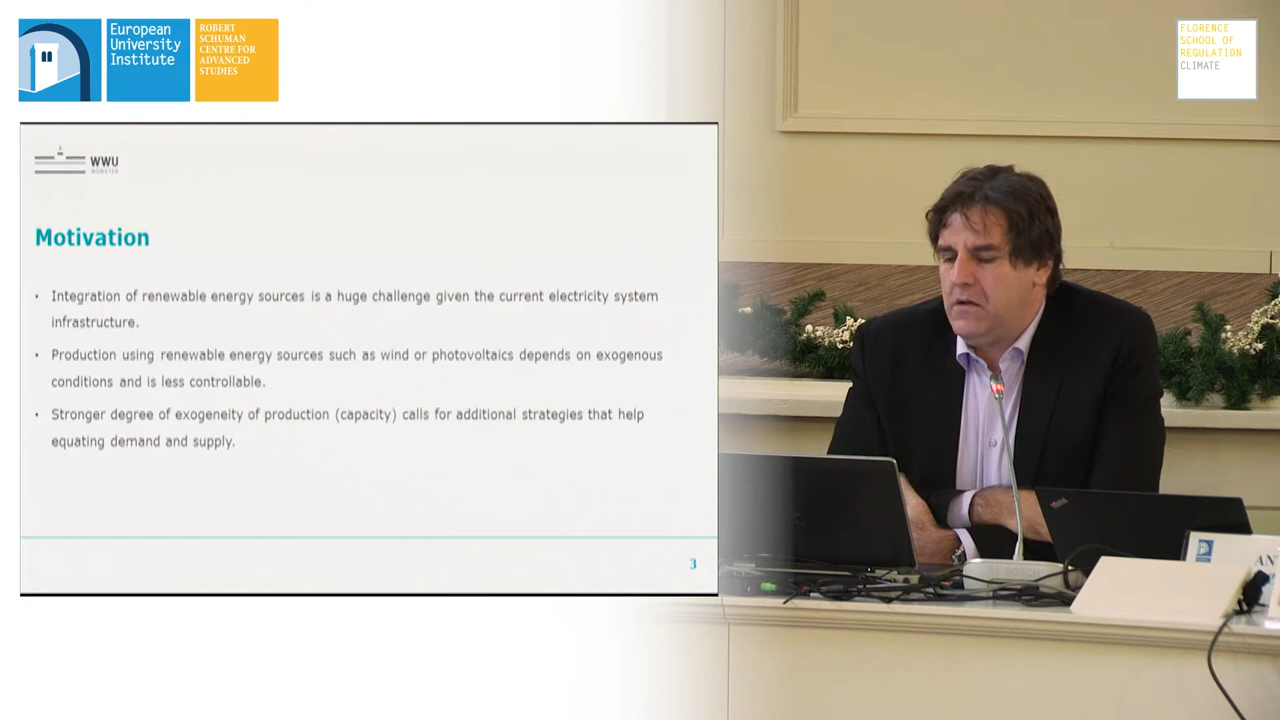 European
University
Institute
ROBERT
SCHUMAN
CENTRE FOR
ADVANCED
STUDIES
FLORENCE
SCHOOL OF
REGULATION
CLIMATE
WWU
MÜNSTER
Motivation
• Integration of renewable energy sources is a huge challenge given the current electricity system
infrastructure.
• Production using renewable energy sources such as wind or photovoltaics depends on exogenous
conditions and is less controllable.
• Stronger degree of exogeneity of production (capacity) calls for additional strategies that help
equating demand and supply.
3